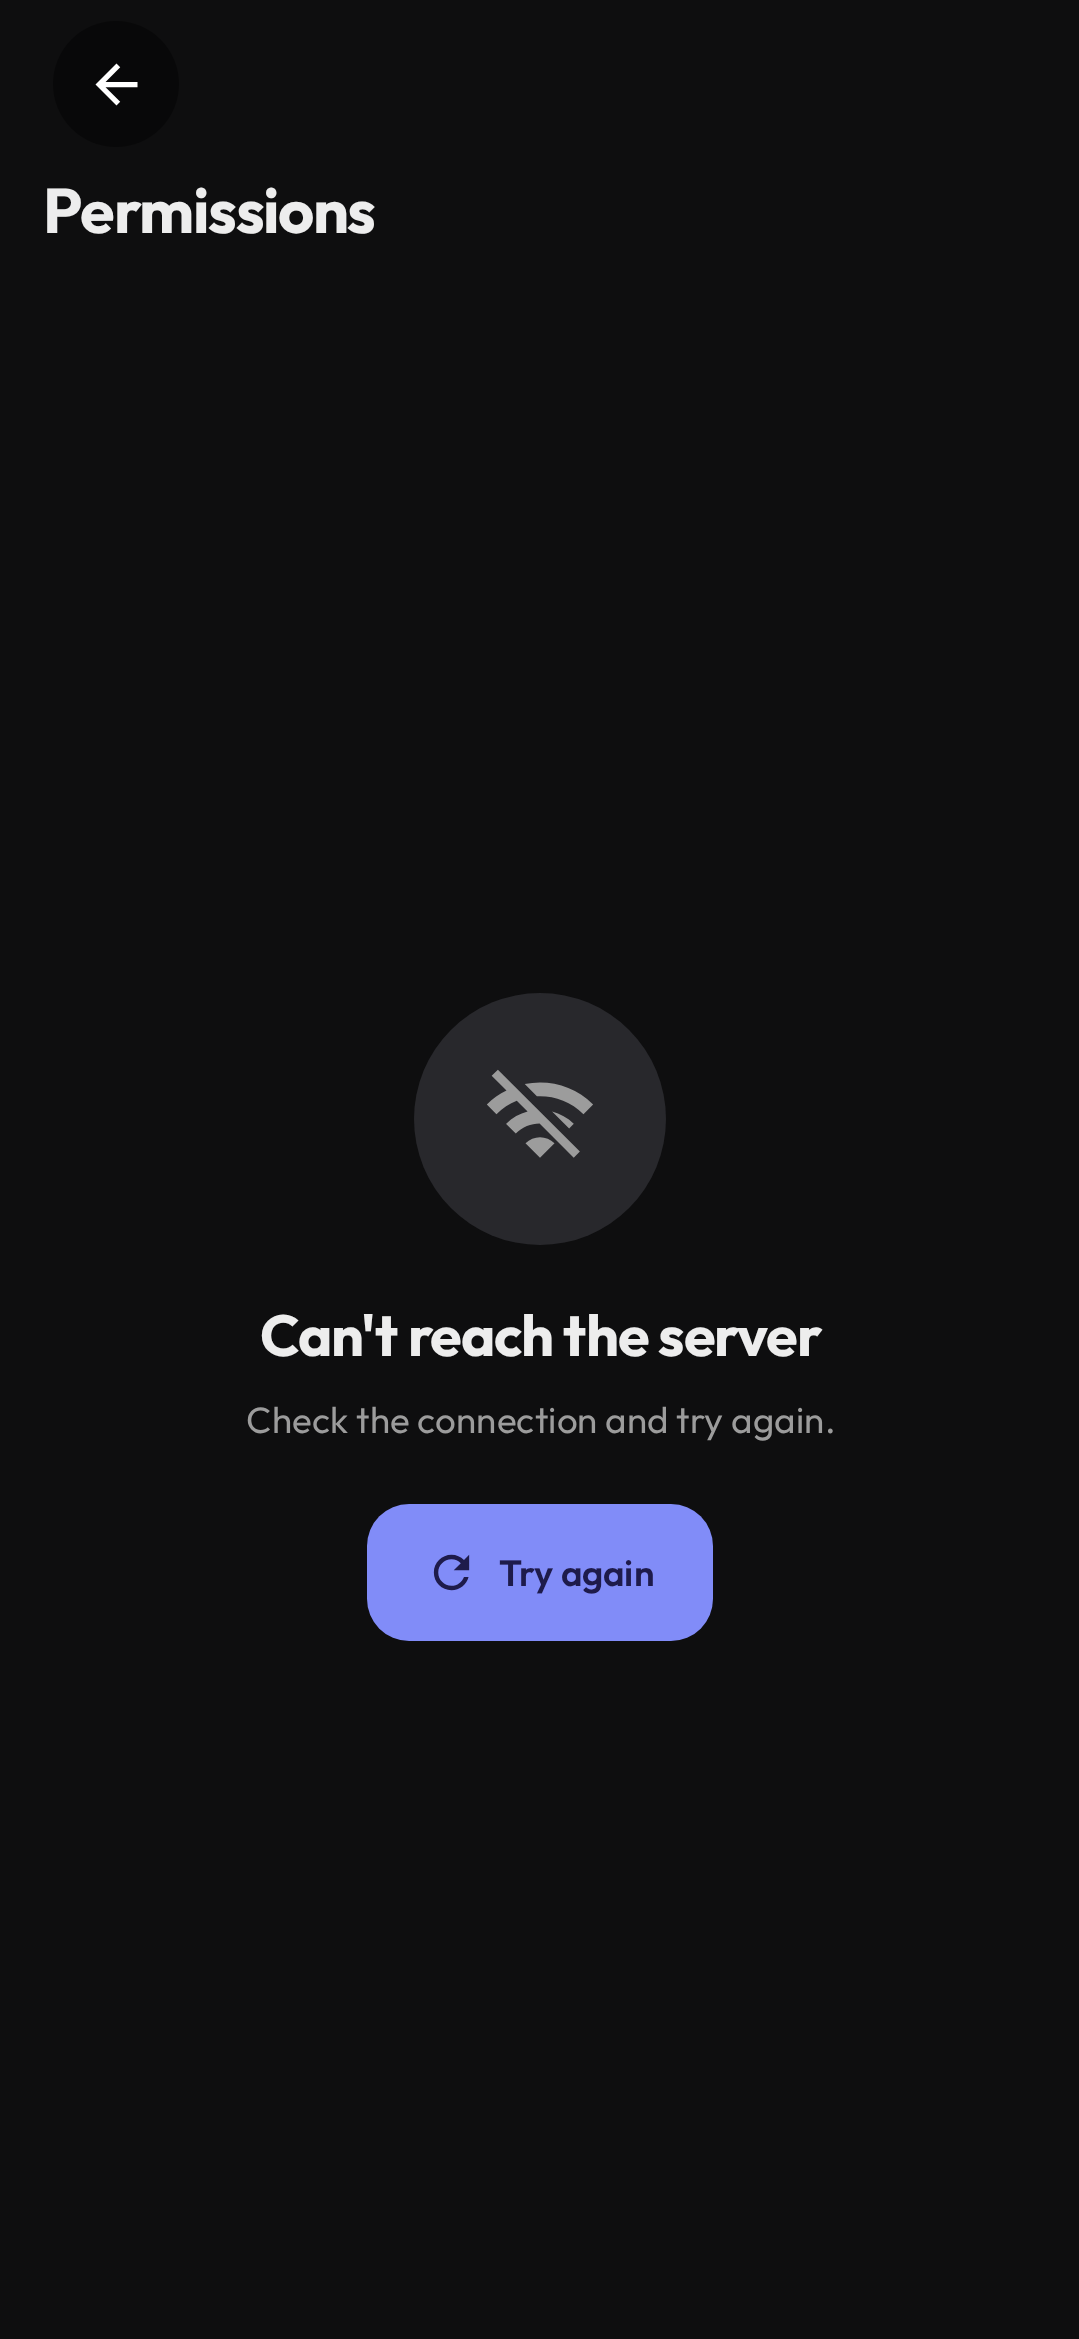 Permissions
Can't reach the server
Check the connection and try again.
Try again